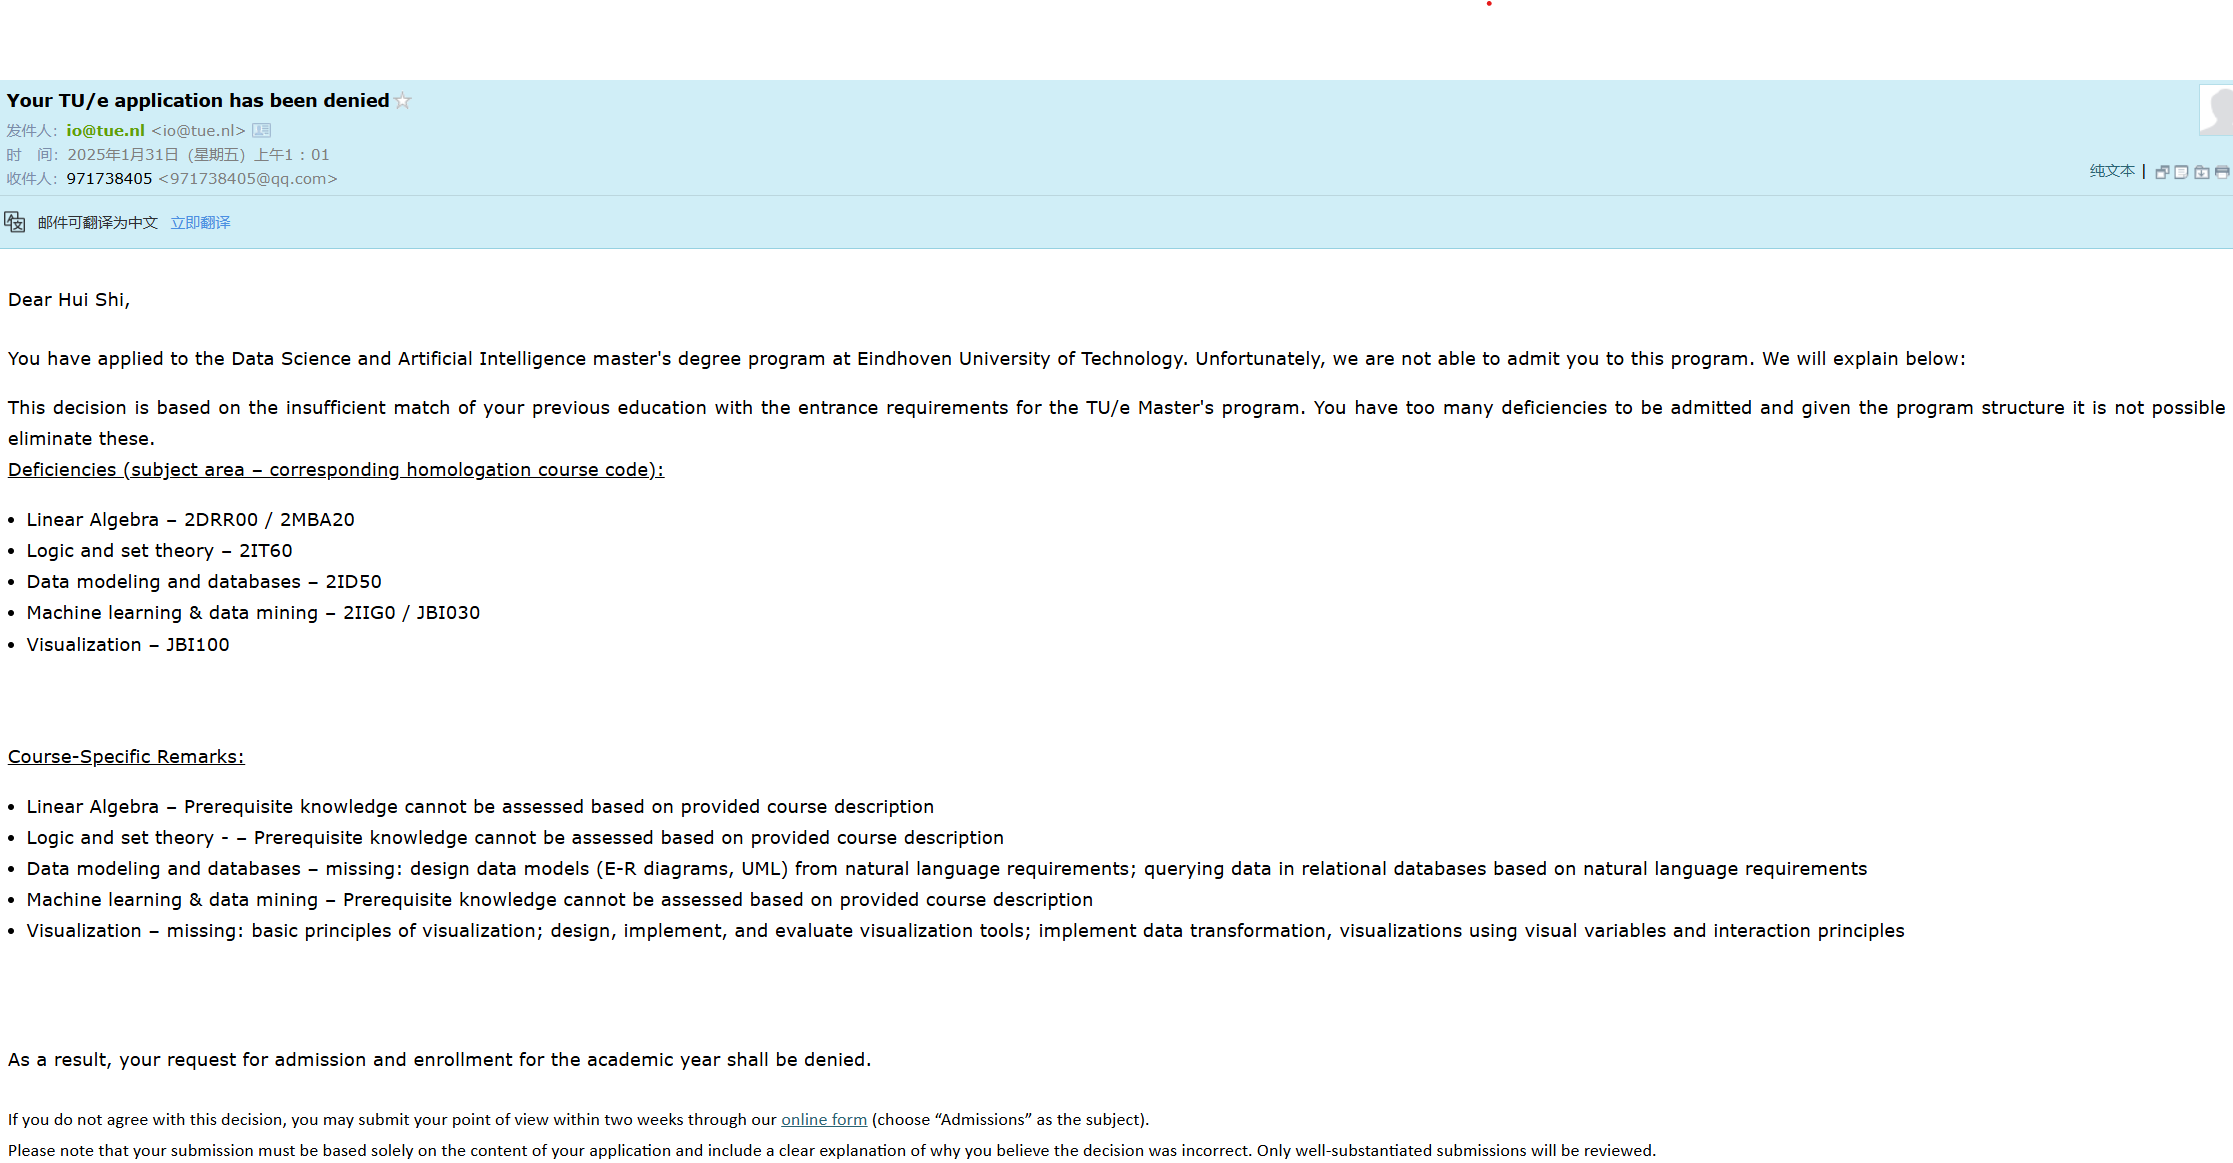 Your TU/e application has been denied
发件人: io@tue.nl <io@tue.nl>
时 间: 2025年1月31日 (星期五) 上午1:01
收件人: 971738405 <971738405@qq.com>
纯文本 |
邮件可翻译为中文 立即翻译
Dear Hui Shi,
You have applied to the Data Science and Artificial Intelligence master's degree program at Eindhoven University of Technology. Unfortunately, we are not able to admit you to this program. We will explain below:
This decision is based on the insufficient match of your previous education with the entrance requirements for the TU/e Master's program. You have too many deficiencies to be admitted and given the program structure it is not possible
eliminate these.
Deficiencies (subject area – corresponding homologation course code):
• Linear Algebra – 2DRR00 / 2MBA20
• Logic and set theory – 2IT60
• Data modeling and databases – 2ID50
• Machine learning & data mining – 2IIG0 / JBI030
• Visualization – JBI100
Course-Specific Remarks:
• Linear Algebra – Prerequisite knowledge cannot be assessed based on provided course description
• Logic and set theory - – Prerequisite knowledge cannot be assessed based on provided course description
• Data modeling and databases – missing: design data models (E-R diagrams, UML) from natural language requirements; querying data in relational databases based on natural language requirements
• Machine learning & data mining – Prerequisite knowledge cannot be assessed based on provided course description
• Visualization – missing: basic principles of visualization; design, implement, and evaluate visualization tools; implement data transformation, visualizations using visual variables and interaction principles
As a result, your request for admission and enrollment for the academic year shall be denied.
If you do not agree with this decision, you may submit your point of view within two weeks through our online form (choose “Admissions” as the subject).
Please note that your submission must be based solely on the content of your application and include a clear explanation of why you believe the decision was incorrect. Only well-substantiated submissions will be reviewed.